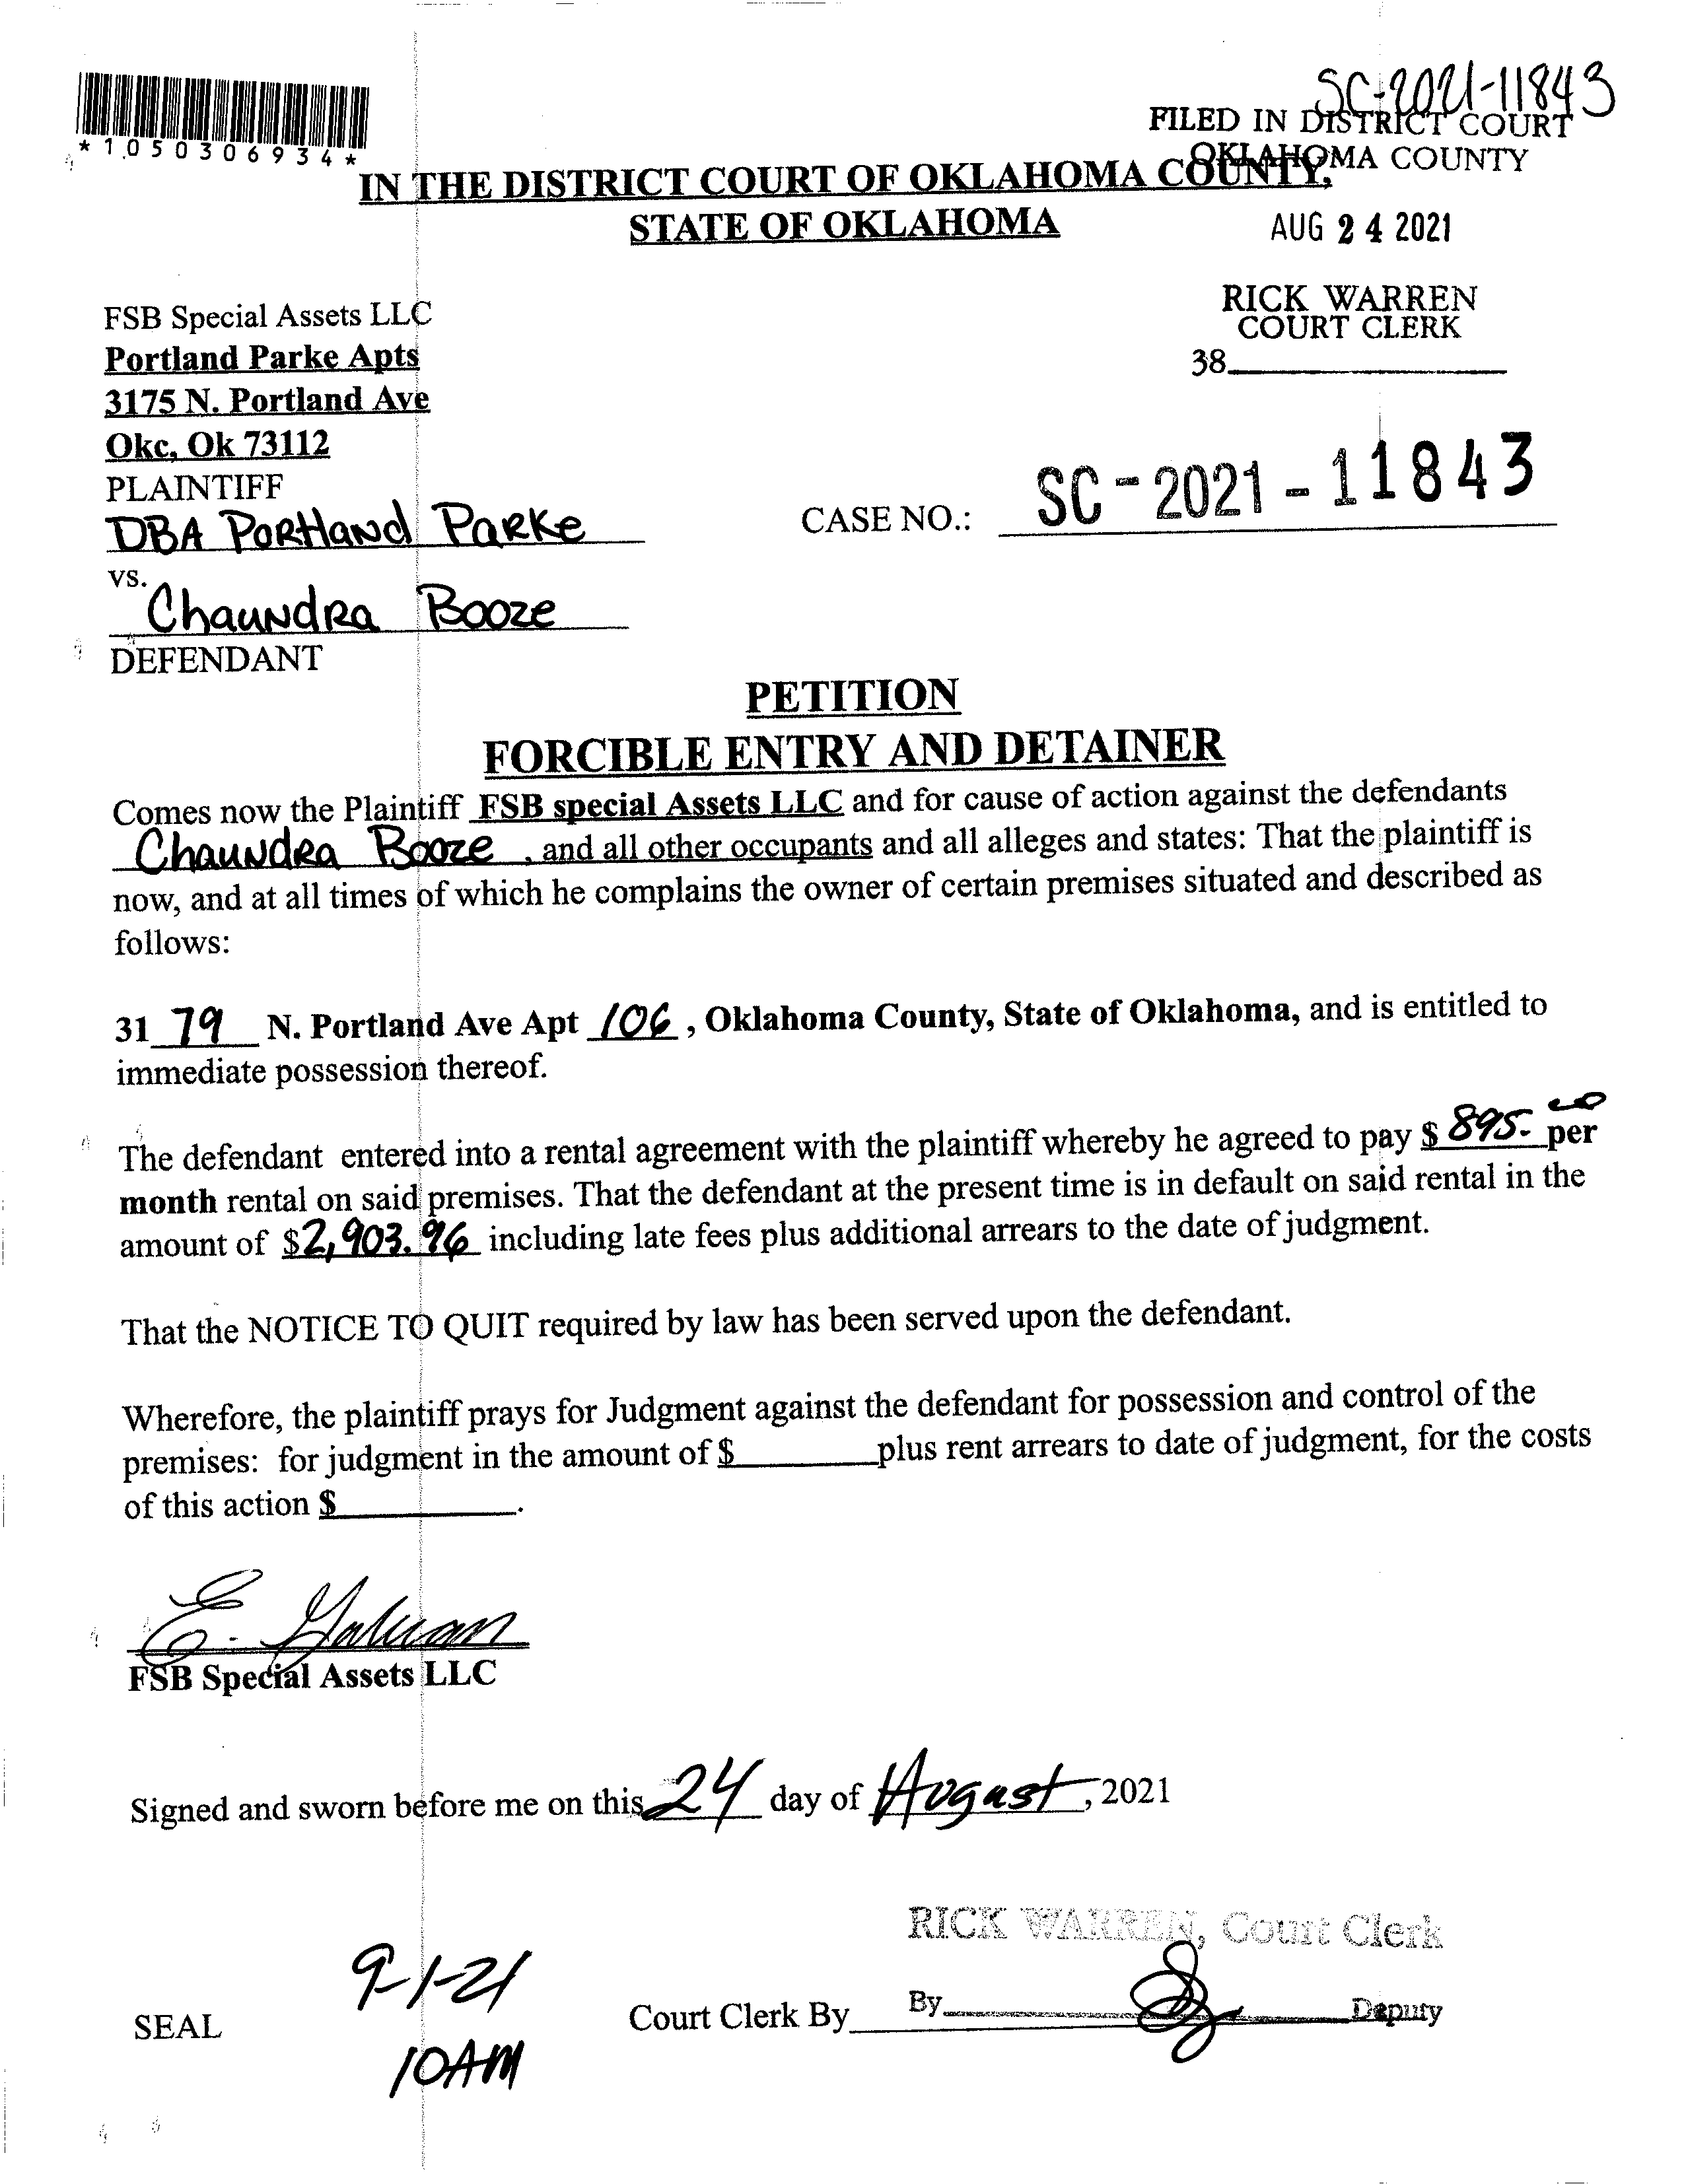 SC-2021-11843
FILED IN DISTRICT COURT
OKLAHOMA COUNTY
*1050306934*
IN THE DISTRICT COURT OF OKLAHOMA COUNTY,
STATE OF OKLAHOMA
AUG 24 2021
RICK WARREN
COURT CLERK
38
FSB Special Assets LLC
Portland Parke Apts
3175 N. Portland Ave
Okc, Ok 73112
PLAINTIFF
DBA Portland Parke
CASE NO.: SC-2021-11843
vs.
Chaundra Booze
DEFENDANT
PETITION
FORCIBLE ENTRY AND DETAINER
Comes now the Plaintiff FSB special Assets LLC and for cause of action against the defendants
Chaundra Booze, and all other occupants and all alleges and states: That the plaintiff is
now, and at all times of which he complains the owner of certain premises situated and described as
follows:
31 79 N. Portland Ave Apt 106, Oklahoma County, State of Oklahoma, and is entitled to
immediate possession thereof.
The defendant entered into a rental agreement with the plaintiff whereby he agreed to pay $ 895.00 per
month rental on said premises. That the defendant at the present time is in default on said rental in the
amount of $2,903.96 including late fees plus additional arrears to the date of judgment.
That the NOTICE TO QUIT required by law has been served upon the defendant.
Wherefore, the plaintiff prays for Judgment against the defendant for possession and control of the
premises: for judgment in the amount of $ plus rent arrears to date of judgment, for the costs
of this action $ .
E. Galvan
FSB Special Assets LLC
Signed and sworn before me on this 24 day of August, 2021
RICK WARREN, Court Clerk
9-1-21
SEAL
Court Clerk By By Deputy
10AM